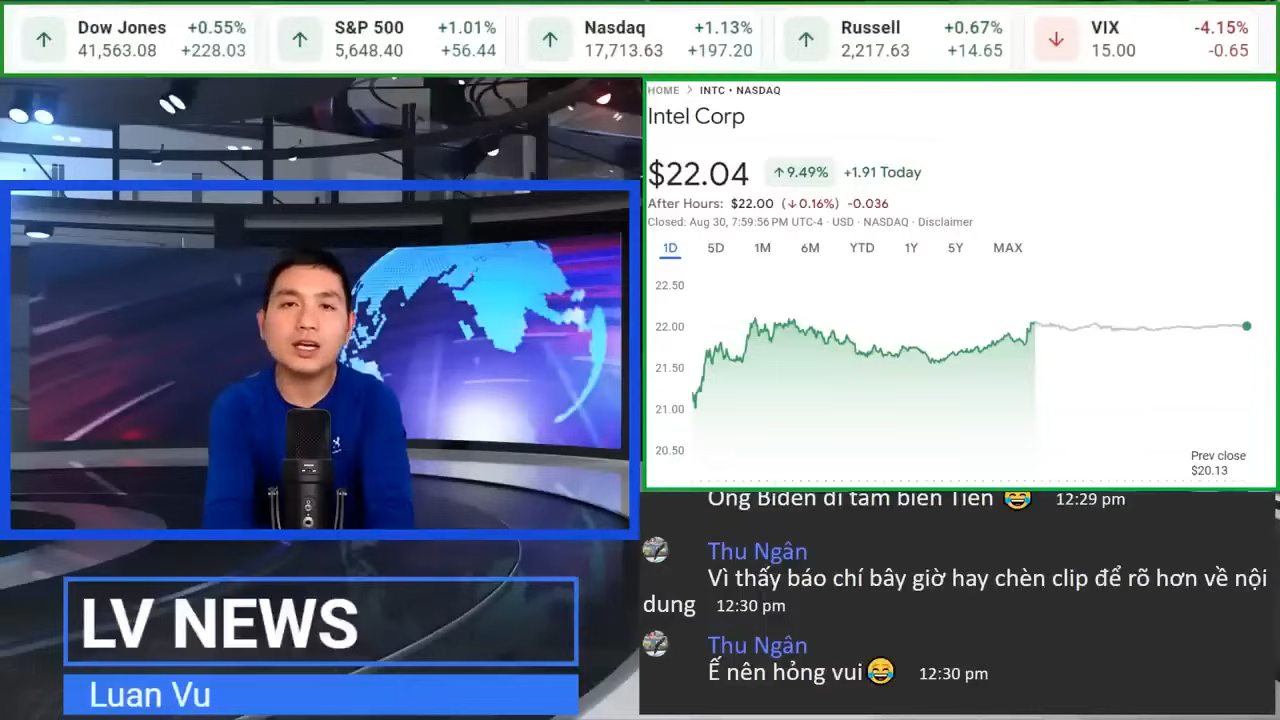 Dow Jones +0.55%
41,563.08 +228.03
S&P 500 +1.01%
5,648.40 +56.44
Nasdaq +1.13%
17,713.63 +197.20
Russell +0.67%
2,217.63 +14.65
VIX -4.15%
15.00 -0.65
HOME > INTC • NASDAQ
Intel Corp
$22.04 ↑ 9.49% +1.91 Today
After Hours: $22.00 (↓ 0.16%) -0.036
Closed: Aug 30, 7:59:56 PM UTC-4 · USD · NASDAQ · Disclaimer
1D 5D 1M 6M YTD 1Y 5Y MAX
22.50
22.00
21.50
21.00
20.50
Prev close
$20.13
Ông Biden đi tắm biển Tiên 😂 12:29 pm
Thu Ngân
Vì thấy báo chí bây giờ hay chèn clip để rõ hơn về nội
dung 12:30 pm
Thu Ngân
Ế nên hỏng vui😂 12:30 pm
LV NEWS
Luan Vu